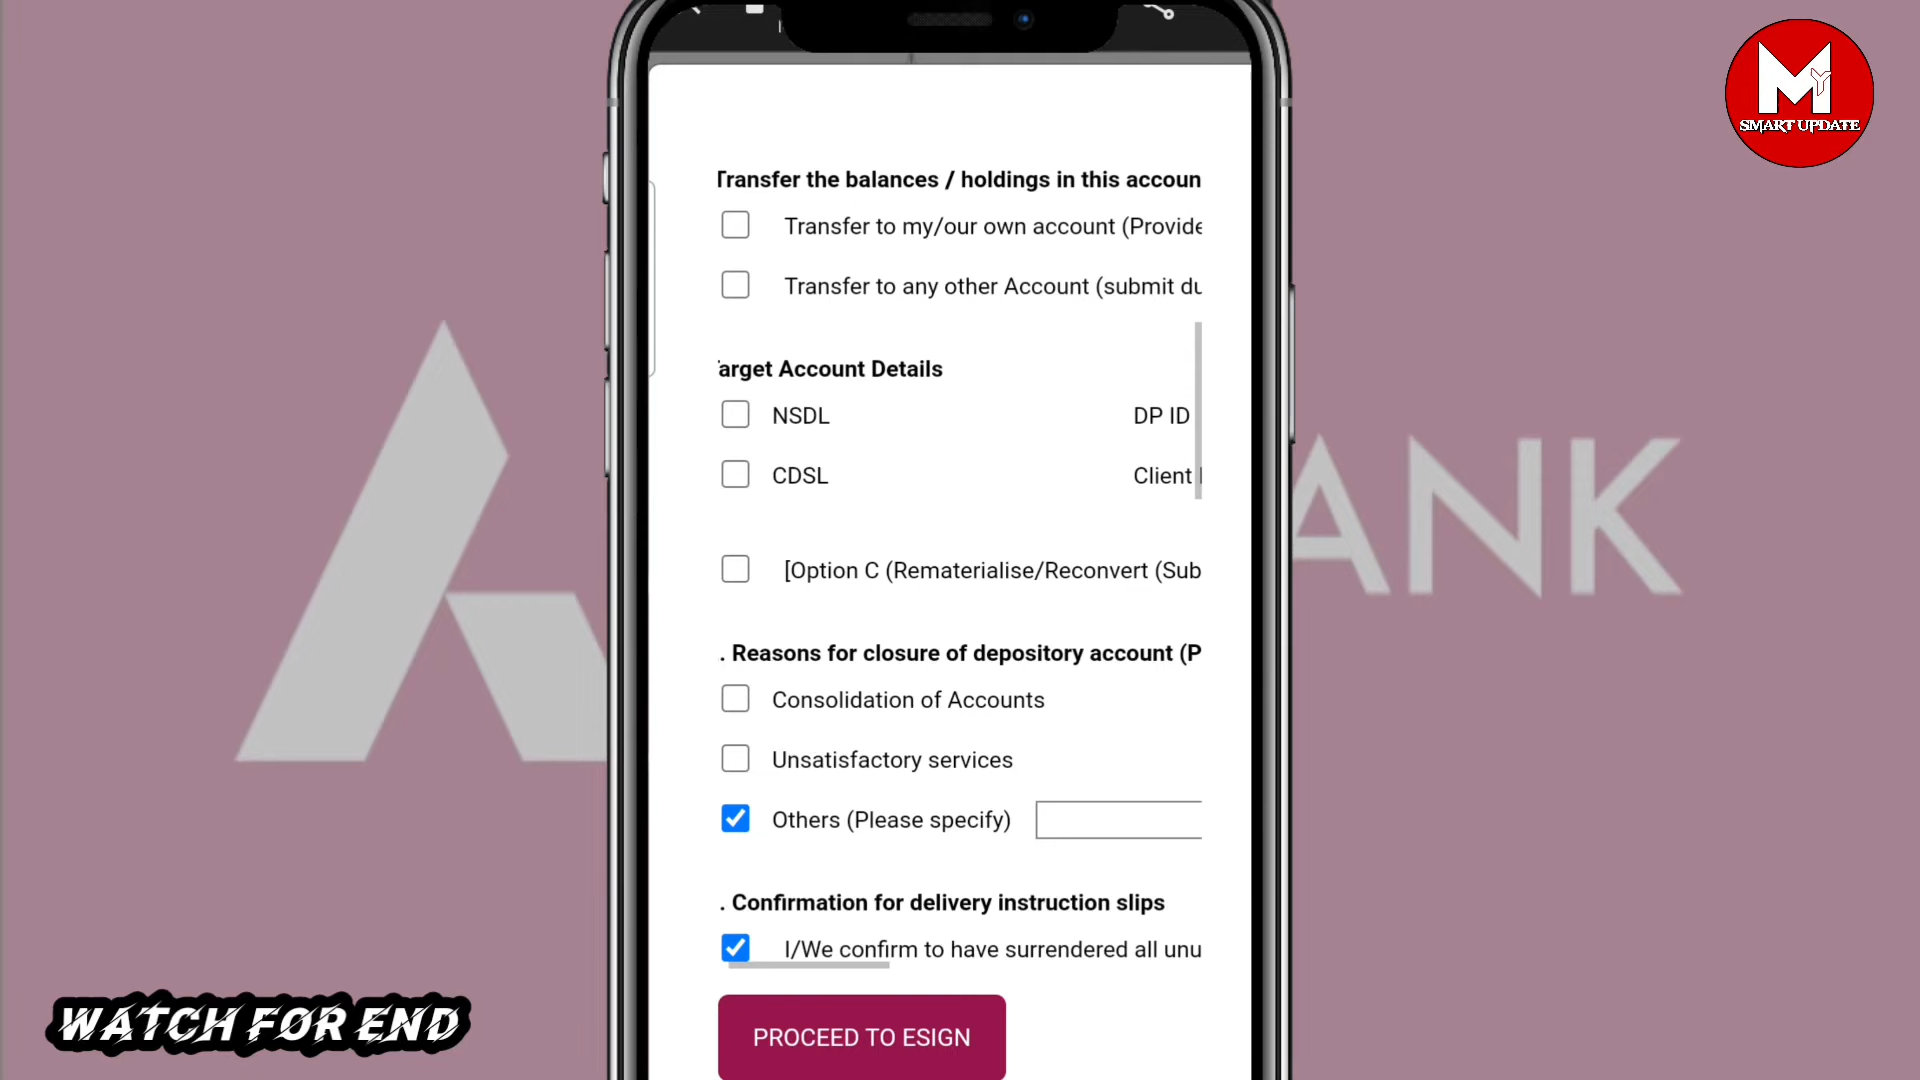 M
Y
SMART UPDATE
Transfer the balances / holdings in this accoun
Transfer to my/our own account (Provide
Transfer to any other Account (submit du
arget Account Details
NSDL
DP ID
CDSL
Client
ANK
[Option C (Rematerialise/Reconvert (Sub
. Reasons for closure of depository account (P
Consolidation of Accounts
Unsatisfactory services
Others (Please specify)
. Confirmation for delivery instruction slips
I/We confirm to have surrendered all unu
PROCEED TO ESIGN
WATCH FOR END